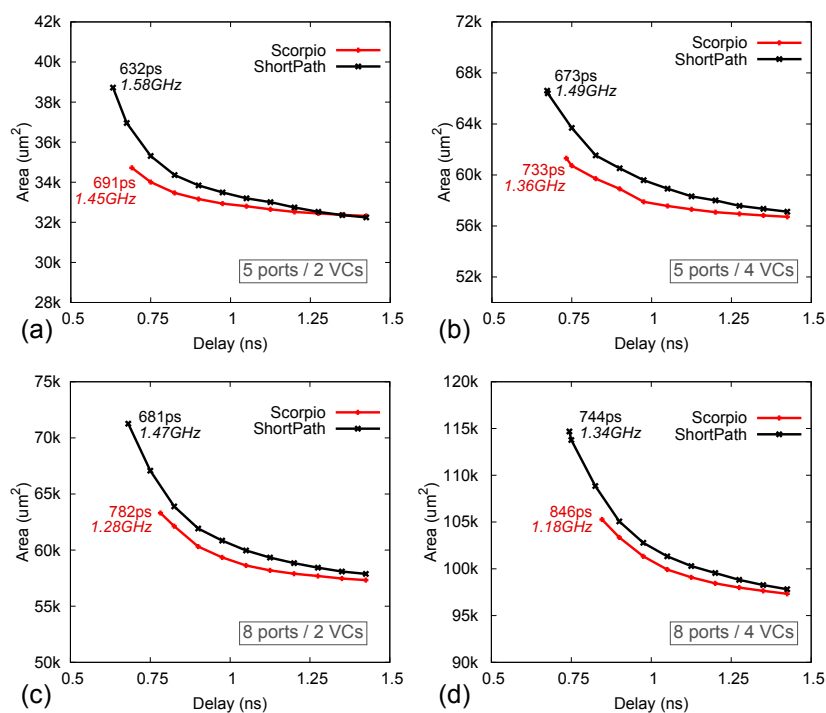 42k
40k
38k
36k
34k
32k
30k
28k
0.5
0.75
1
1.25
1.5
Area (um²)
Delay (ns)
Scorpio
ShortPath
632ps
1.58GHz
691ps
1.45GHz
5 ports / 2 VCs
(a)
72k
68k
64k
60k
56k
52k
0.5
0.75
1
1.25
1.5
Area (um²)
Delay (ns)
Scorpio
ShortPath
673ps
1.49GHz
733ps
1.36GHz
5 ports / 4 VCs
(b)
75k
70k
65k
60k
55k
50k
0.5
0.75
1
1.25
1.5
Area (um²)
Delay (ns)
Scorpio
ShortPath
681ps
1.47GHz
782ps
1.28GHz
8 ports / 2 VCs
(c)
120k
115k
110k
105k
100k
95k
90k
0.5
0.75
1
1.25
1.5
Area (um²)
Delay (ns)
Scorpio
ShortPath
744ps
1.34GHz
846ps
1.18GHz
8 ports / 4 VCs
(d)